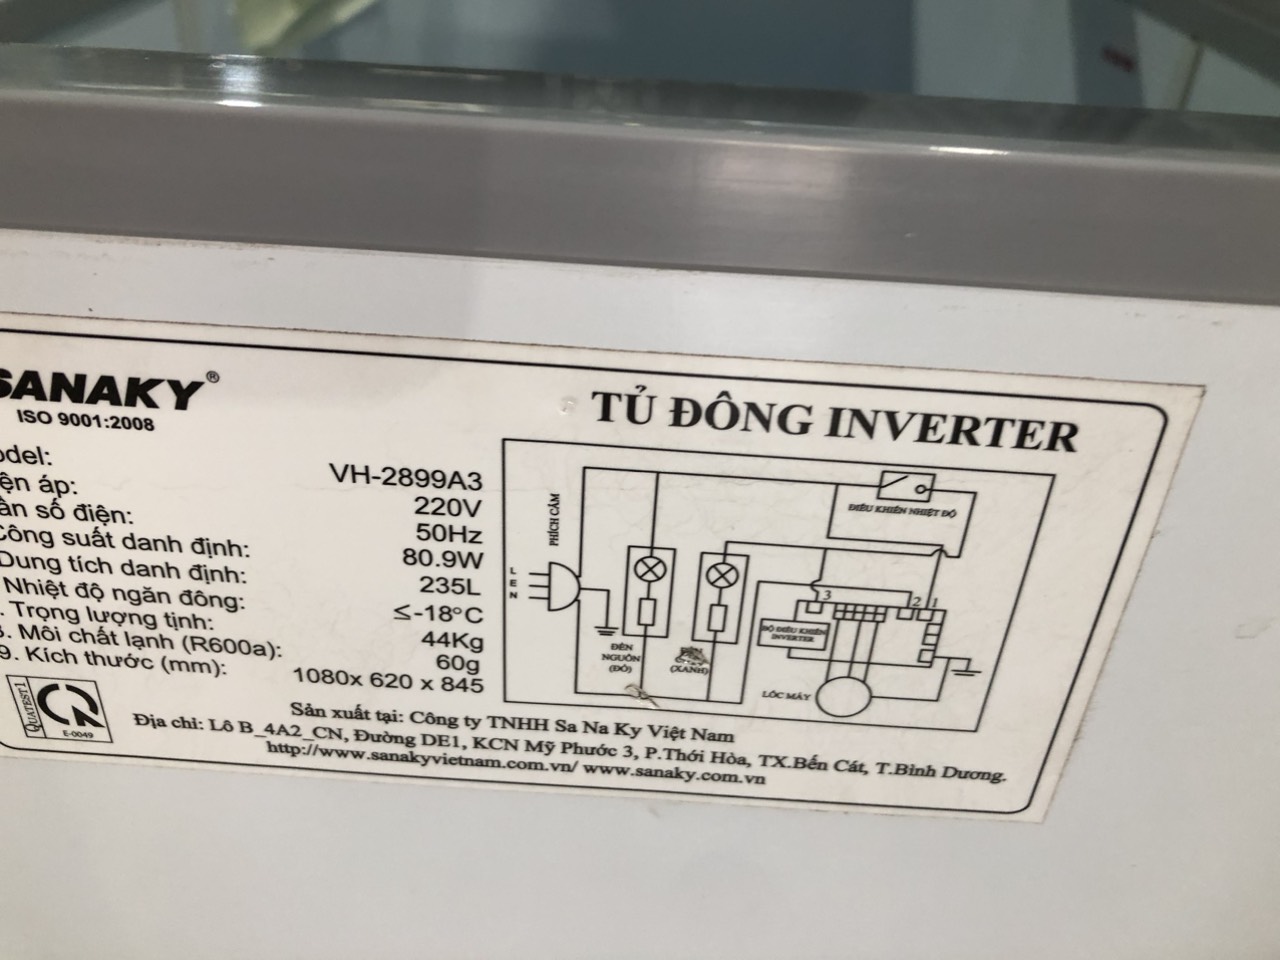 SANAKY®
ISO 9001:2008
TỦ ĐÔNG INVERTER
odel: VH-2899A3
ện áp: 220V
ần số điện: 50Hz
Công suất danh định: 80.9W
Dung tích danh định: 235L
Nhiệt độ ngăn đông: ≤-18°C
. Trọng lượng tịnh: 44Kg
8. Môi chất lạnh (R600a): 60g
9. Kích thước (mm): 1080x 620 x 845
PHÍCH CẮM
L
E
N
ĐIỀU KHIỂN NHIỆT ĐỘ
3
2
1
BỘ ĐIỀU KHIỂN
INVERTER
ĐÈN
NGUỒN
(ĐỎ)
ĐÈN
(XANH)
LỐC MÁY
QUATEST 1
E-0049
Sản xuất tại: Công ty TNHH Sa Na Ky Việt Nam
Địa chỉ: Lô B_4A2_CN, Đường DE1, KCN Mỹ Phước 3, P.Thới Hòa, TX.Bến Cát, T.Bình Dương.
http://www.sanakyvietnam.com.vn/ www.sanaky.com.vn